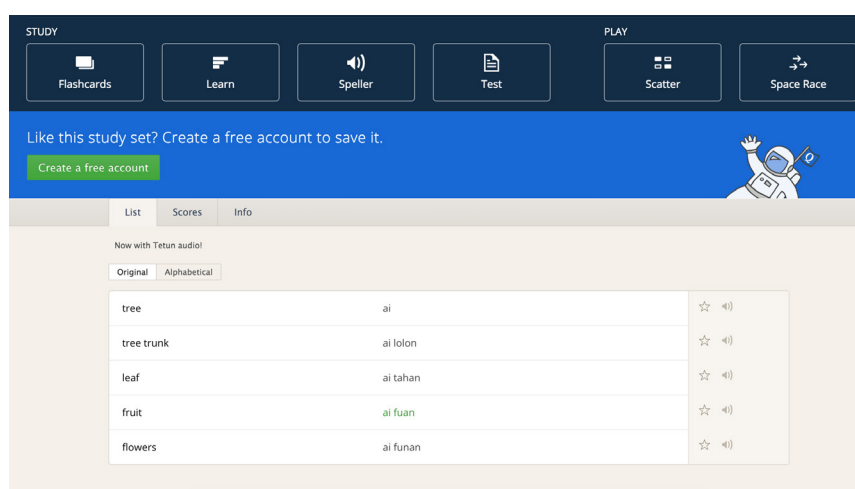 STUDY PLAY
Flashcards Learn Speller Test Scatter Space Race
Like this study set? Create a free account to save it.
Create a free account
Q
List Scores Info
Now with Tetun audio!
Original Alphabetical
tree ai
tree trunk ai lolon
leaf ai tahan
fruit ai fuan
flowers ai funan